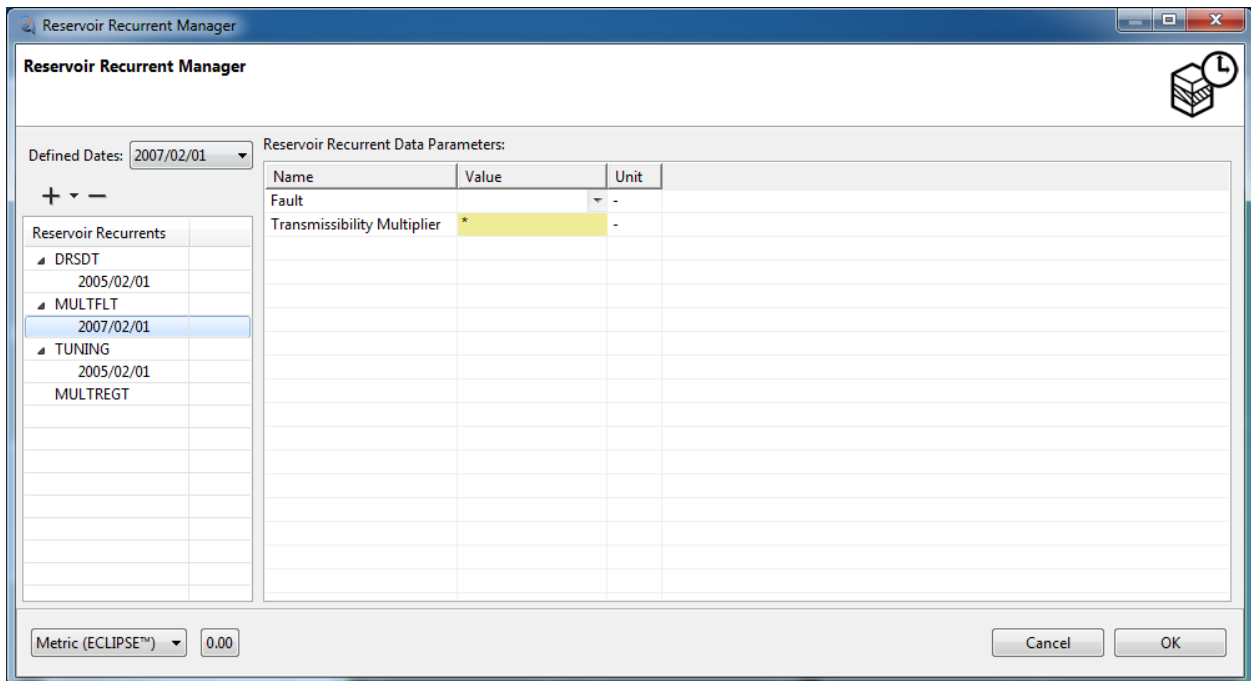 Reservoir Recurrent Manager
Reservoir Recurrent Manager
Defined Dates: 2007/02/01
Reservoir Recurrents
DRSDT
2005/02/01
MULTFLT
2007/02/01
TUNING
2005/02/01
MULTREGT
Reservoir Recurrent Data Parameters:
Name Value Unit
Fault -
Transmissibility Multiplier * -
Metric (ECLIPSE™) 0.00 Cancel OK